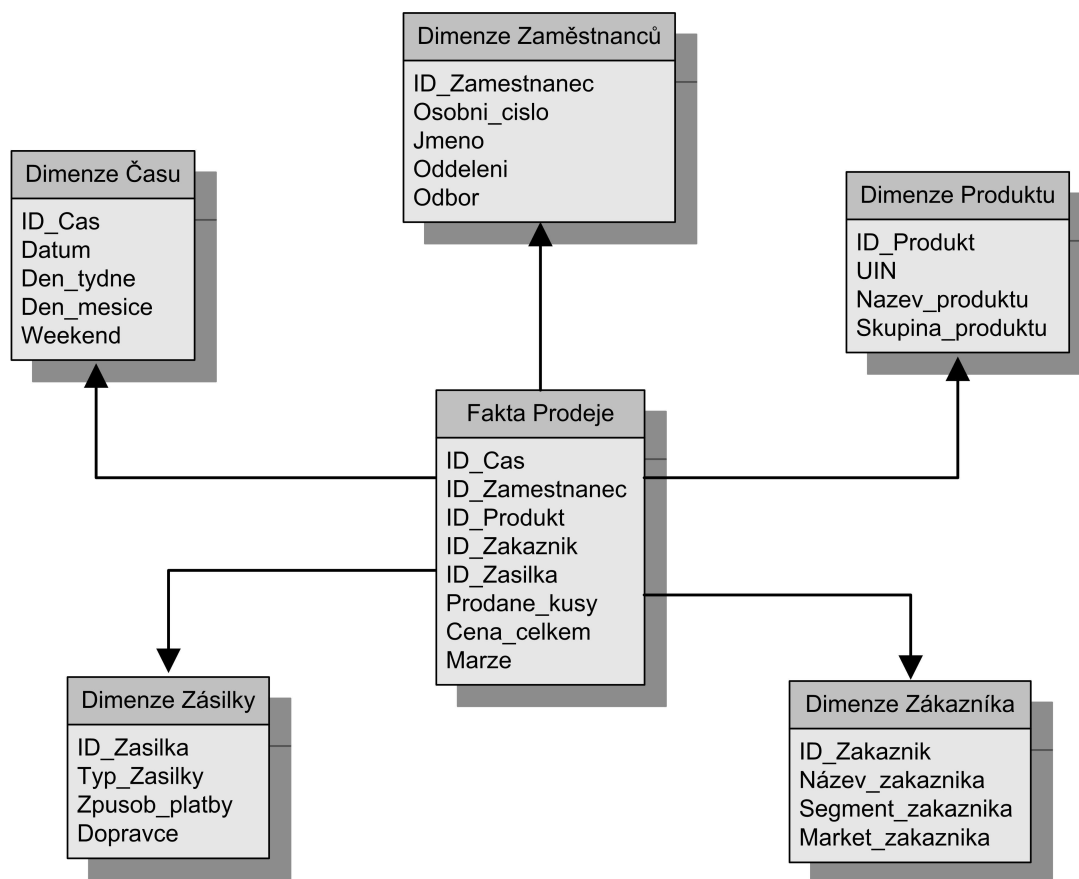 Dimenze Zaměstnanců
ID_Zamestnanec
Osobni_cislo
Jmeno
Oddeleni
Odbor
Dimenze Času
ID_Cas
Datum
Den_tydne
Den_mesice
Weekend
Dimenze Produktu
ID_Produkt
UIN
Nazev_produktu
Skupina_produktu
Fakta Prodeje
ID_Cas
ID_Zamestnanec
ID_Produkt
ID_Zakaznik
ID_Zasilka
Prodane_kusy
Cena_celkem
Marze
Dimenze Zásilky
ID_Zasilka
Typ_Zasilky
Zpusob_platby
Dopravce
Dimenze Zákazníka
ID_Zakaznik
Název_zakaznika
Segment_zakaznika
Market_zakaznika